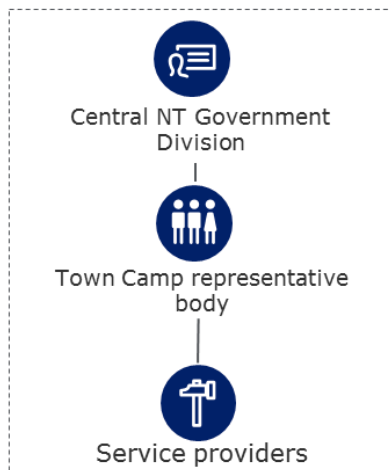 Central NT Government
Division
Town Camp representative
body
Service providers